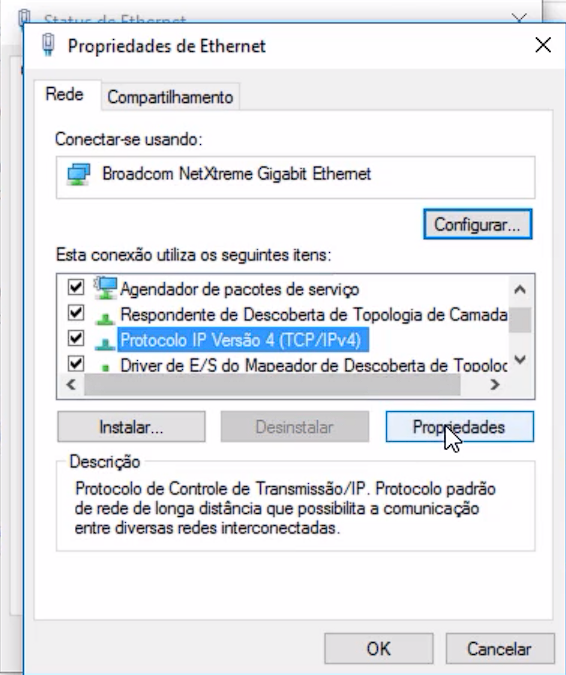 Status de Ethernet
Propriedades de Ethernet
Rede
Compartilhamento
Conectar-se usando:
Broadcom NetXtreme Gigabit Ethernet
Configurar...
Esta conexão utiliza os seguintes itens:
Agendador de pacotes de serviço
Respondente de Descoberta de Topologia de Camada
Protocolo IP Versão 4 (TCP/IPv4)
Driver de E/S do Mapeador de Descoberta de Topoloc
Instalar...
Desinstalar
Propriedades
Descrição
Protocolo de Controle de Transmissão/IP. Protocolo padrão
de rede de longa distância que possibilita a comunicação
entre diversas redes interconectadas.
OK
Cancelar